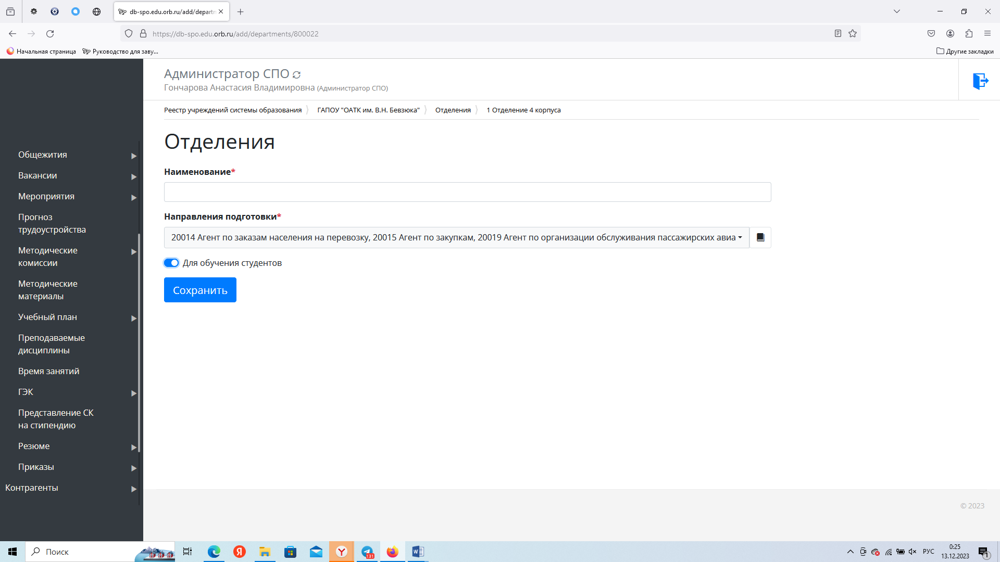 db-spo.edu.orb.ru/add/departn
https://db-spo.edu.orb.ru/add/departments/800022
Начальная страница
Руководство для заву...
Другие закладки
Администратор СПО
Гончарова Анастасия Владимировна (Администратор СПО)
Реестр учреждений системы образования
ГАПОУ "ОАТК им. В.Н. Бевзюка"
Отделения
1 Отделение 4 корпуса
Отделения
Наименование*
Направления подготовки*
20014 Агент по заказам населения на перевозку, 20015 Агент по закупкам, 20019 Агент по организации обслуживания пассажирских авиа
Для обучения студентов
Сохранить
Общежития
Вакансии
Мероприятия
Прогноз
трудоустройства
Методические
комиссии
Методические
материалы
Учебный план
Преподаваемые
дисциплины
Время занятий
ГЭК
Представление СК
на стипендию
Резюме
Приказы
Контрагенты
© 2023
Поиск
131
РУС
0:25
13.12.2023
1